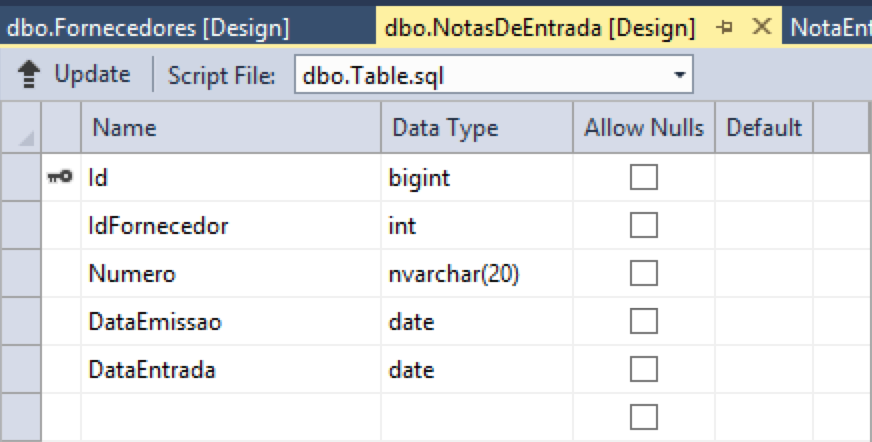 dbo.Fornecedores [Design] dbo.NotasDeEntrada [Design] NotaEnt
Update Script File: dbo.Table.sql
Name Data Type Allow Nulls Default
Id bigint
IdFornecedor int
Numero nvarchar(20)
DataEmissao date
DataEntrada date